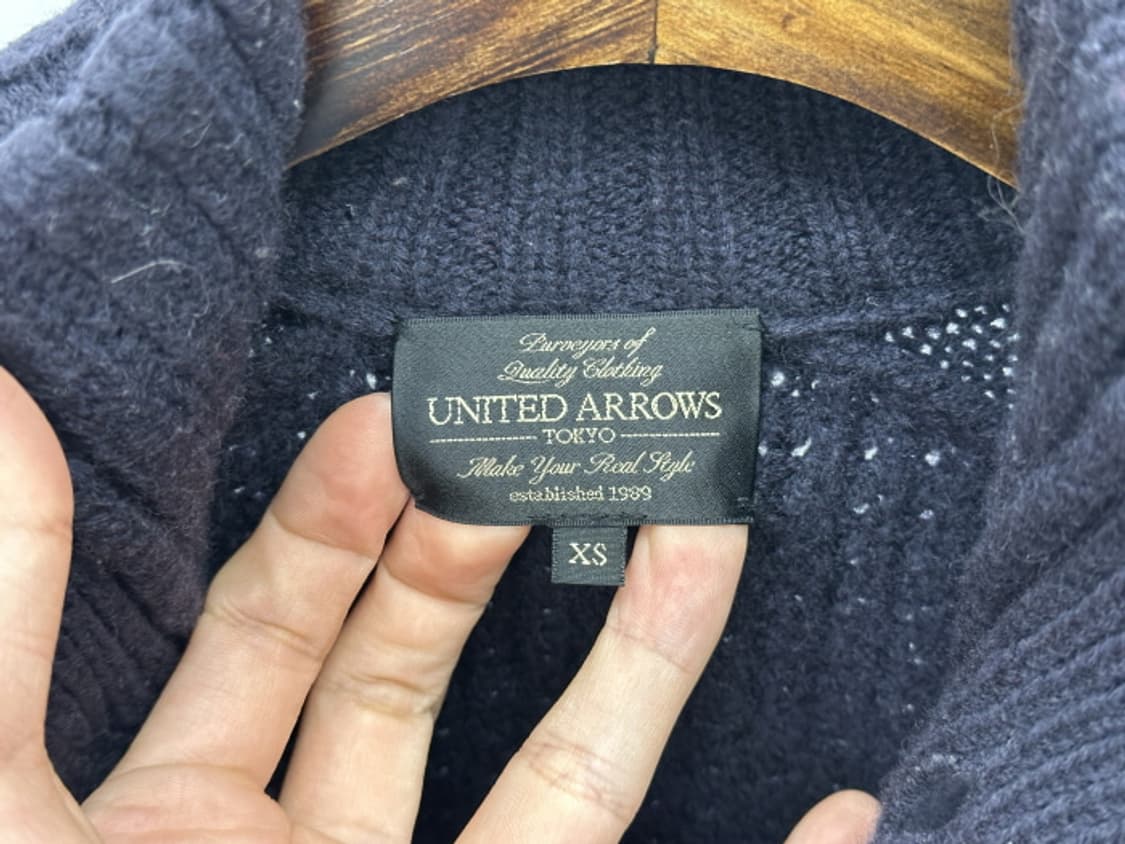 Purveyors of
Quality Clothing
UNITED ARROWS
TOKYO
Make Your Real Style
established 1989
XS